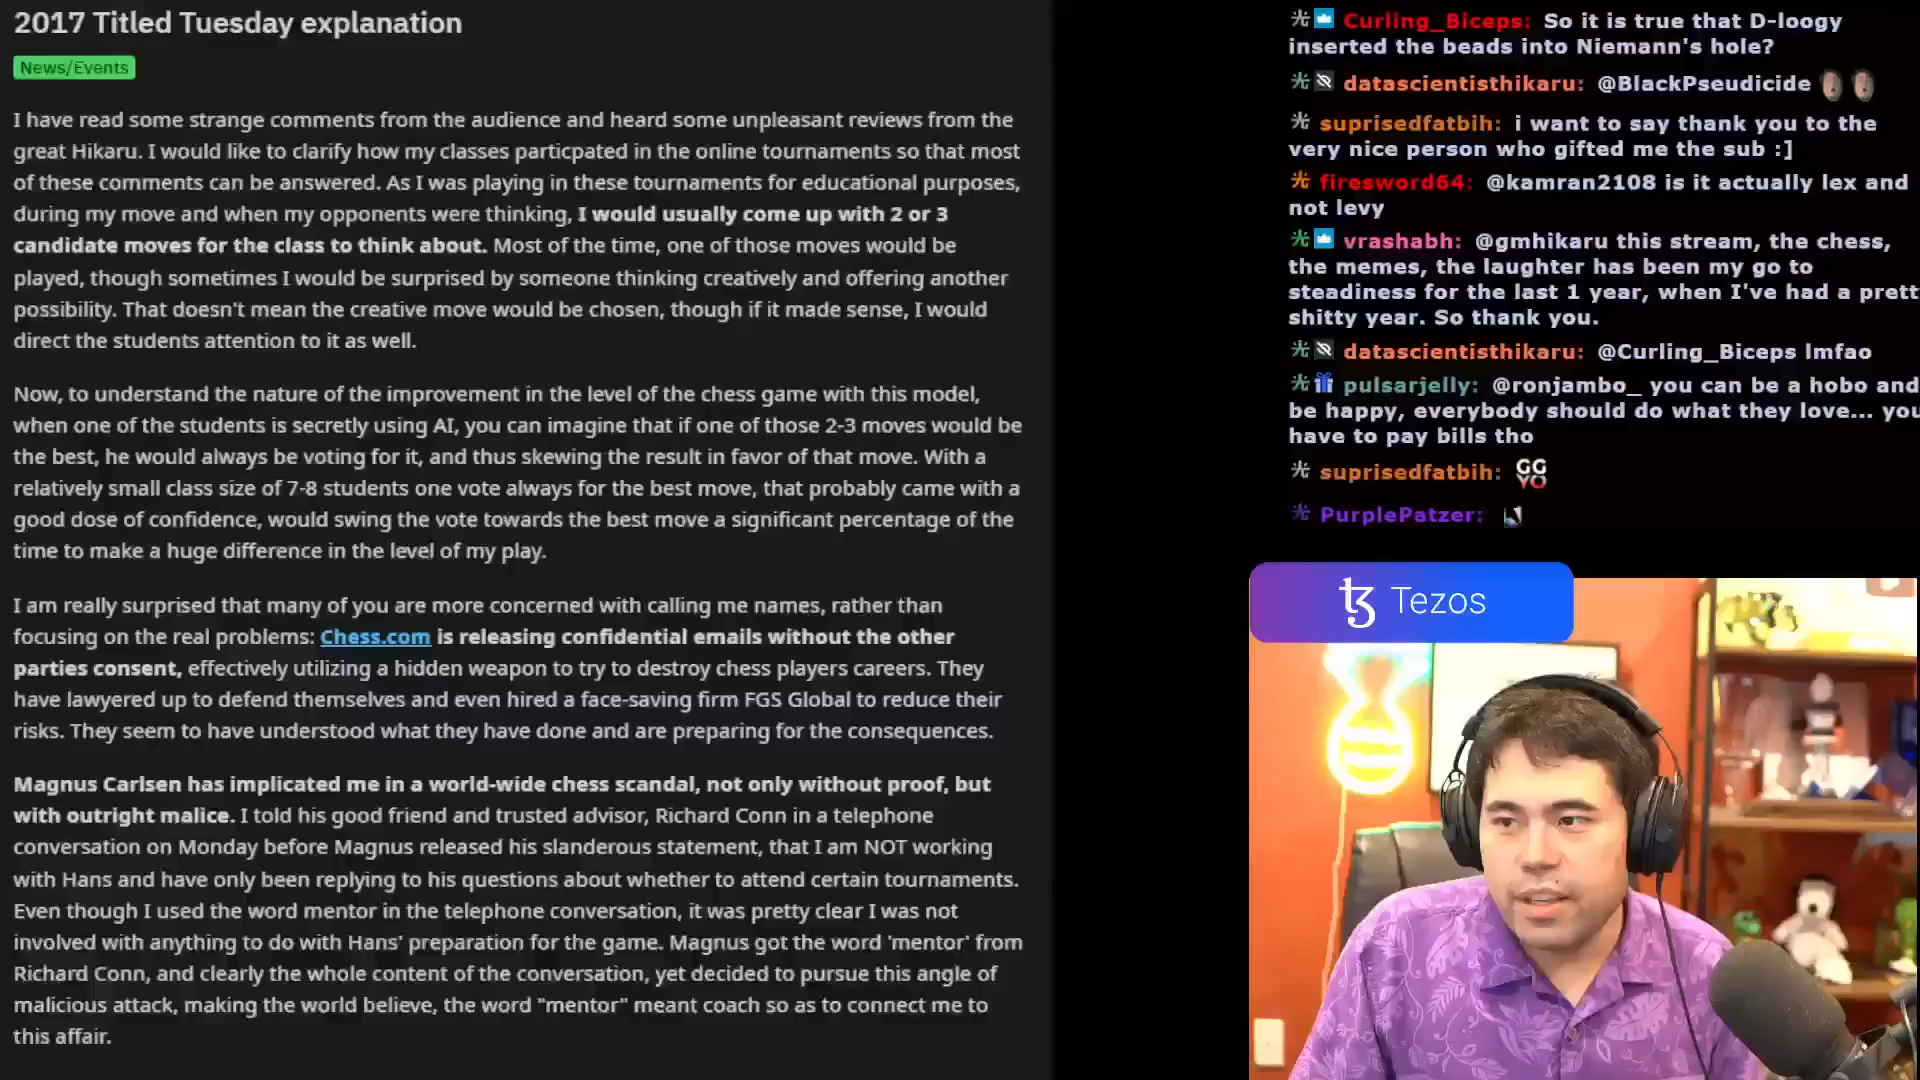 2017 Titled Tuesday explanation
News/Events
I have read some strange comments from the audience and heard some unpleasant reviews from the
great Hikaru. I would like to clarify how my classes particpated in the online tournaments so that most
of these comments can be answered. As I was playing in these tournaments for educational purposes,
during my move and when my opponents were thinking, I would usually come up with 2 or 3
candidate moves for the class to think about. Most of the time, one of those moves would be
played, though sometimes I would be surprised by someone thinking creatively and offering another
possibility. That doesn't mean the creative move would be chosen, though if it made sense, I would
direct the students attention to it as well.
Now, to understand the nature of the improvement in the level of the chess game with this model,
when one of the students is secretly using AI, you can imagine that if one of those 2-3 moves would be
the best, he would always be voting for it, and thus skewing the result in favor of that move. With a
relatively small class size of 7-8 students one vote always for the best move, that probably came with a
good dose of confidence, would swing the vote towards the best move a significant percentage of the
time to make a huge difference in the level of my play.
I am really surprised that many of you are more concerned with calling me names, rather than
focusing on the real problems: Chess.com is releasing confidential emails without the other
parties consent, effectively utilizing a hidden weapon to try to destroy chess players careers. They
have lawyered up to defend themselves and even hired a face-saving firm FGS Global to reduce their
risks. They seem to have understood what they have done and are preparing for the consequences.
Magnus Carlsen has implicated me in a world-wide chess scandal, not only without proof, but
with outright malice. I told his good friend and trusted advisor, Richard Conn in a telephone
conversation on Monday before Magnus released his slanderous statement, that I am NOT working
with Hans and have only been replying to his questions about whether to attend certain tournaments.
Even though I used the word mentor in the telephone conversation, it was pretty clear I was not
involved with anything to do with Hans' preparation for the game. Magnus got the word 'mentor' from
Richard Conn, and clearly the whole content of the conversation, yet decided to pursue this angle of
malicious attack, making the world believe, the word "mentor" meant coach so as to connect me to
this affair.
Curling_Biceps: So it is true that D-loogy
inserted the beads into Niemann's hole?
datascientisthikaru: @BlackPseudicide
suprisedfatbih: i want to say thank you to the
very nice person who gifted me the sub :]
firesword64: @kamran2108 is it actually lex and
not levy
vrashabh: @gmhikaru this stream, the chess,
the memes, the laughter has been my go to
steadiness for the last 1 year, when I've had a prett
shitty year. So thank you.
datascientisthikaru: @Curling_Biceps lmfao
pulsarjelly: @ronjambo_ you can be a hobo and
be happy, everybody should do what they love... you
have to pay bills tho
suprisedfatbih: GG
YO
PurplePatzer:
Tezos